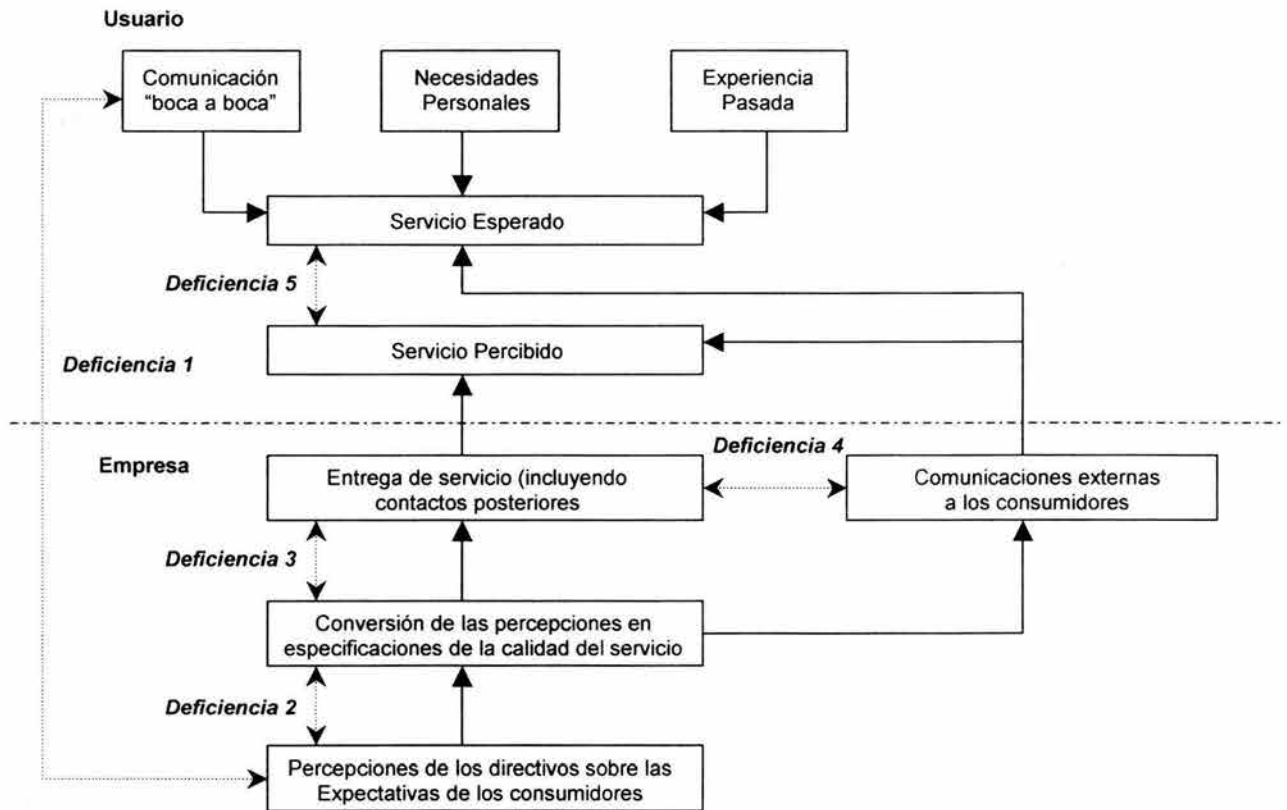 Usuario
Comunicación
“boca a boca”
Necesidades
Personales
Experiencia
Pasada
Servicio Esperado
Deficiencia 5
Servicio Percibido
Deficiencia 1
Empresa
Deficiencia 4
Entrega de servicio (incluyendo
contactos posteriores
Comunicaciones externas
a los consumidores
Deficiencia 3
Conversión de las percepciones en
especificaciones de la calidad del servicio
Deficiencia 2
Percepciones de los directivos sobre las
Expectativas de los consumidores